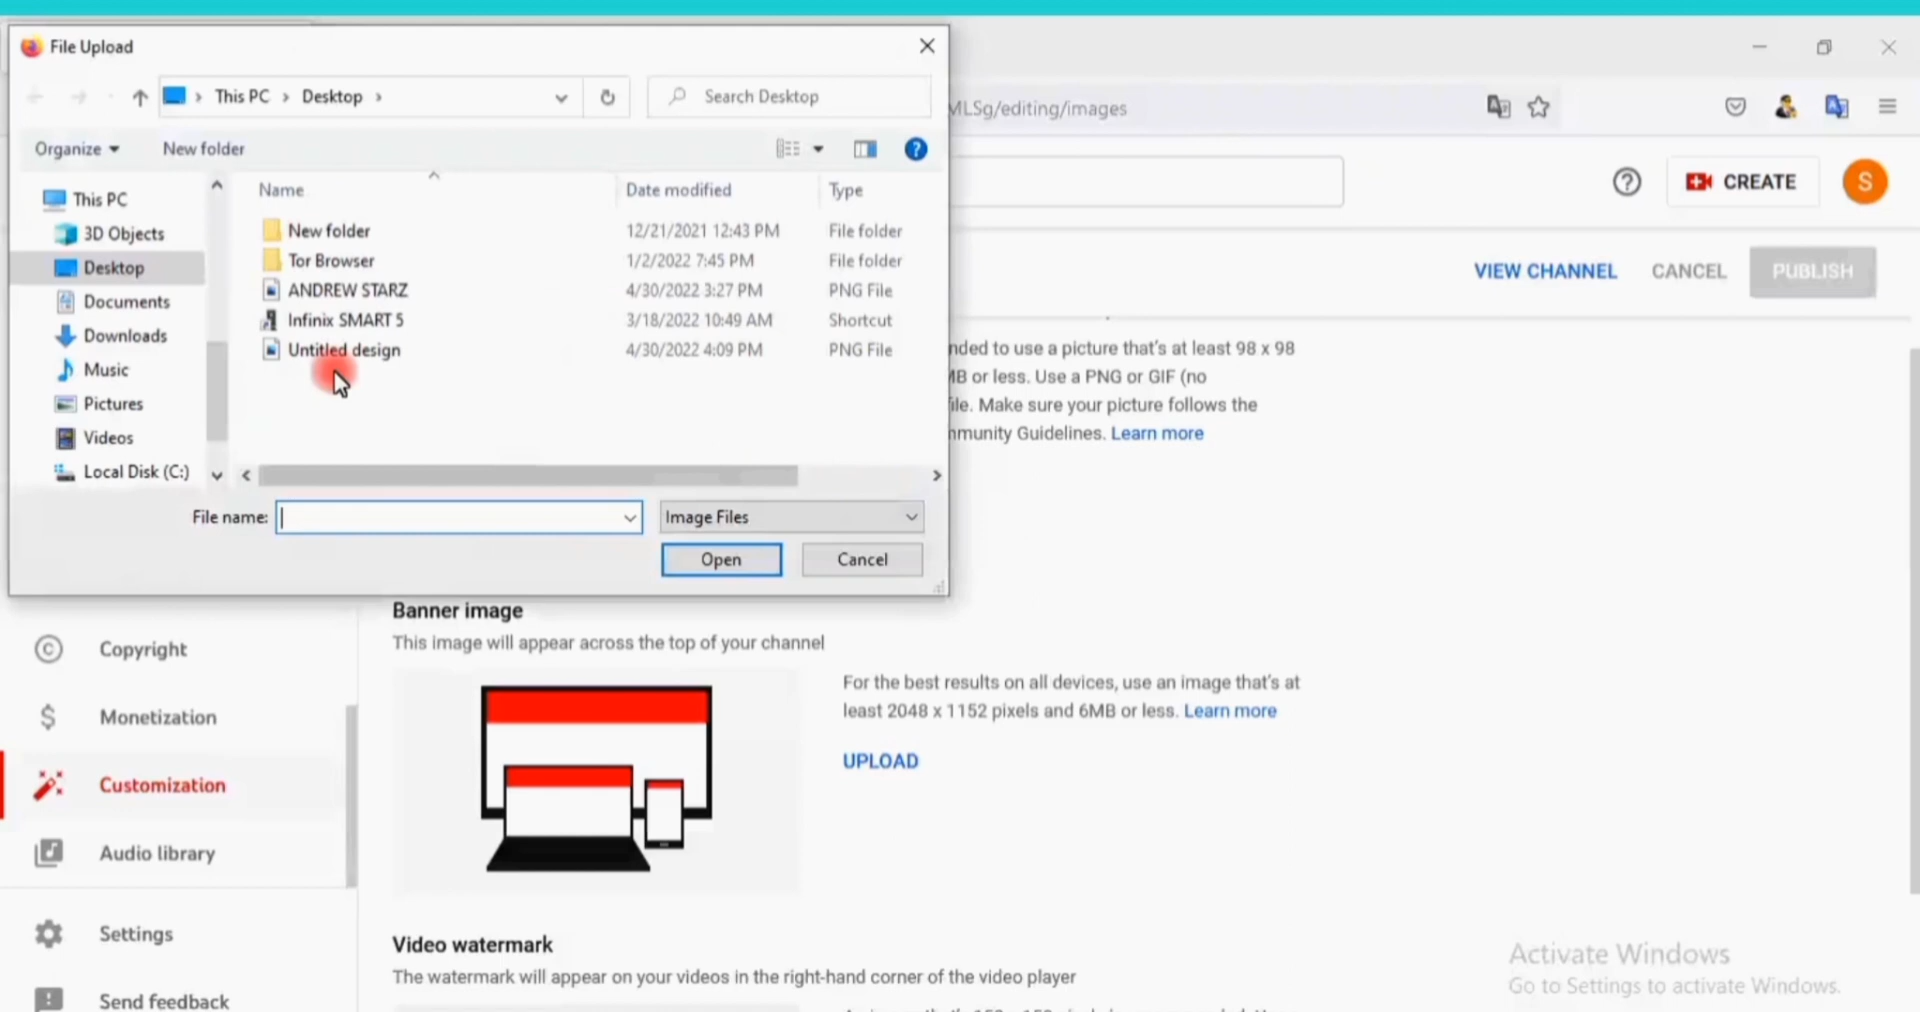 File Upload
This PC
Desktop
Search Desktop
MLSg/editing/images
Organize
New folder
?
This PC
3D Objects
Desktop
Documents
Downloads
Music
Pictures
Videos
Local Disk (C:)
Name Date modified Type
New folder 12/21/2021 12:43 PM File folder
Tor Browser 1/2/2022 7:45 PM File folder
ANDREW STARZ 4/30/2022 3:27 PM PNG File
Infinix SMART 5 3/18/2022 10:49 AM Shortcut
Untitled design 4/30/2022 4:09 PM PNG File
File name:
Image Files
Open
Cancel
?
CREATE
S
VIEW CHANNEL
CANCEL
PUBLISH
nded to use a picture that's at least 98 x 98
MB or less. Use a PNG or GIF (no
file. Make sure your picture follows the
mmunity Guidelines. Learn more
Copyright
Monetization
Customization
Audio library
Settings
Send feedback
Banner image
This image will appear across the top of your channel
For the best results on all devices, use an image that's at
least 2048 x 1152 pixels and 6MB or less. Learn more
UPLOAD
Video watermark
The watermark will appear on your videos in the right-hand corner of the video player
Activate Windows
Go to Settings to activate Windows.